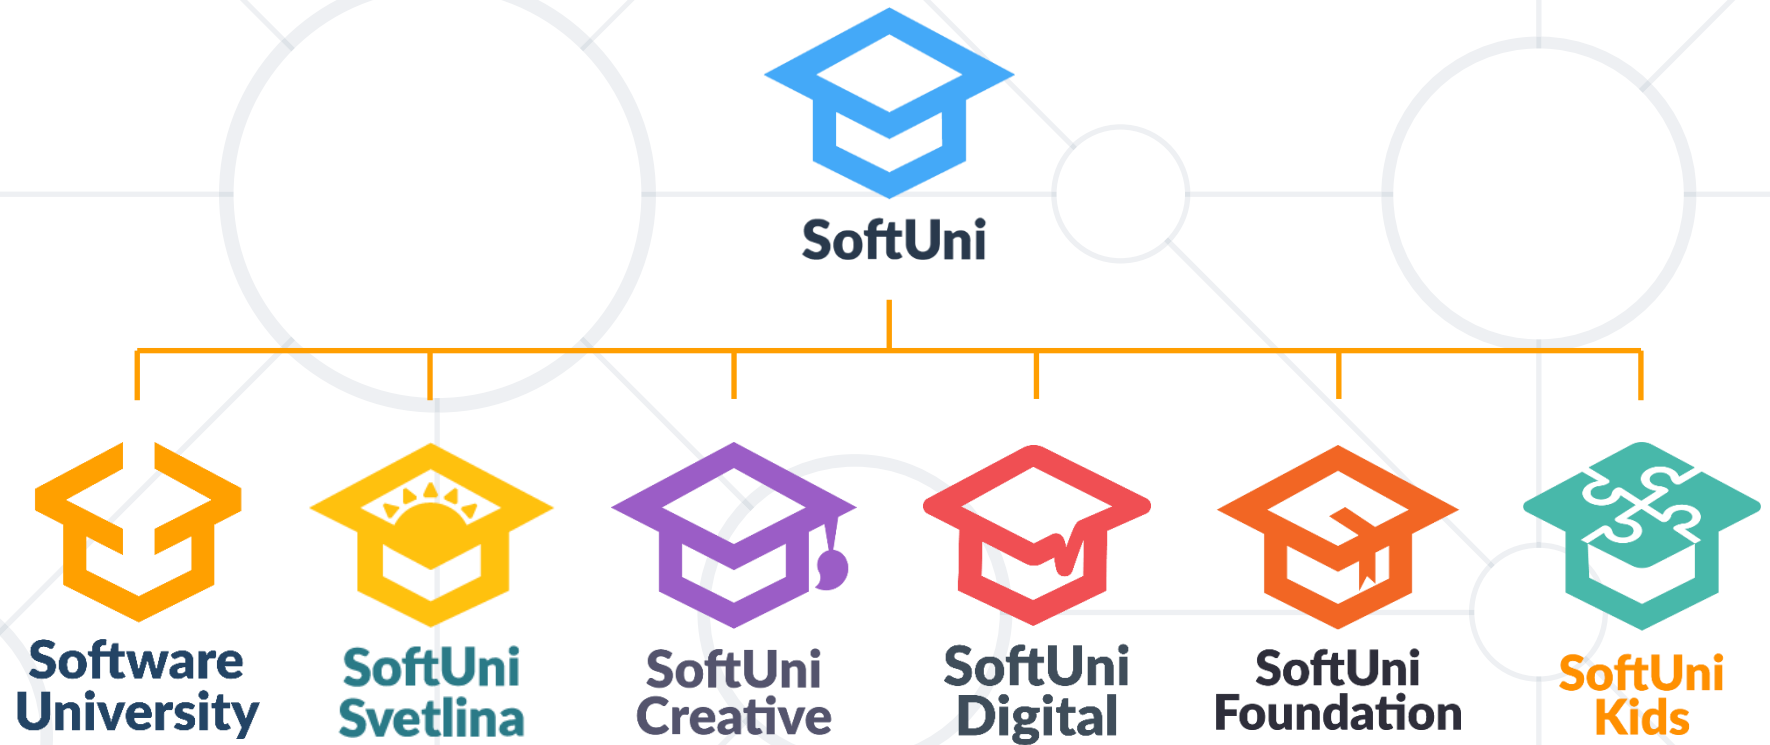 SoftUni
Software
University
SoftUni
Svetlina
SoftUni
Creative
SoftUni
Digital
SoftUni
Foundation
SoftUni
Kids